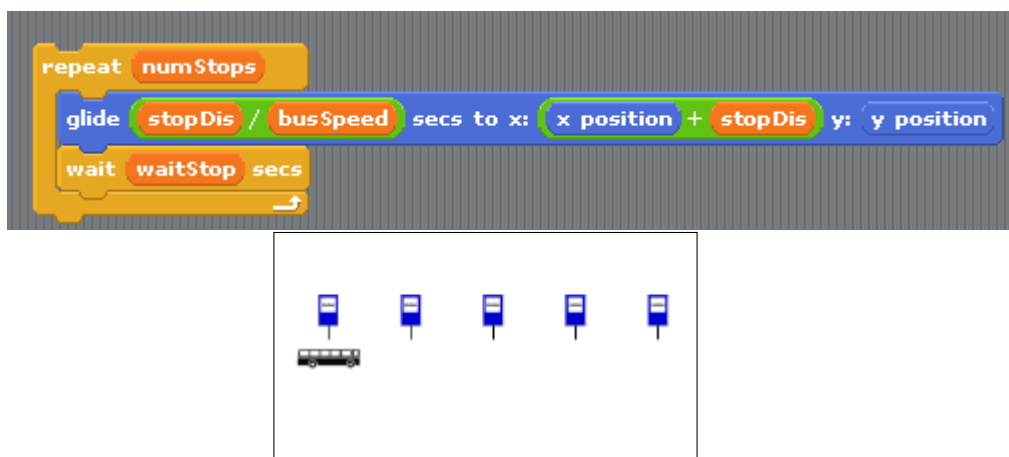 repeat numStops
glide stopDis / busSpeed secs to x: x position + stopDis y: y position
wait waitStop secs